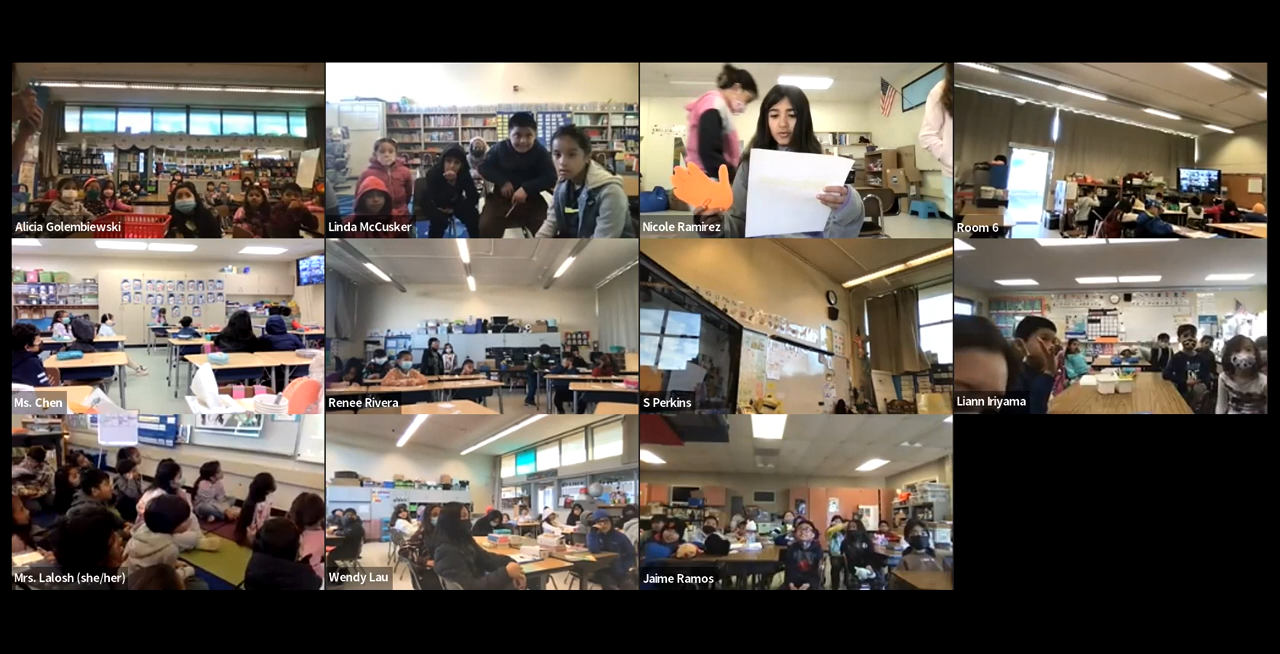 Alicia Golembiewski
Linda McCusker
Nicole Ramirez
Room 6
Ms. Chen
Renee Rivera
S Perkins
Liann Iriyama
Mrs. Lalosh (she/her)
Wendy Lau
Jaime Ramos